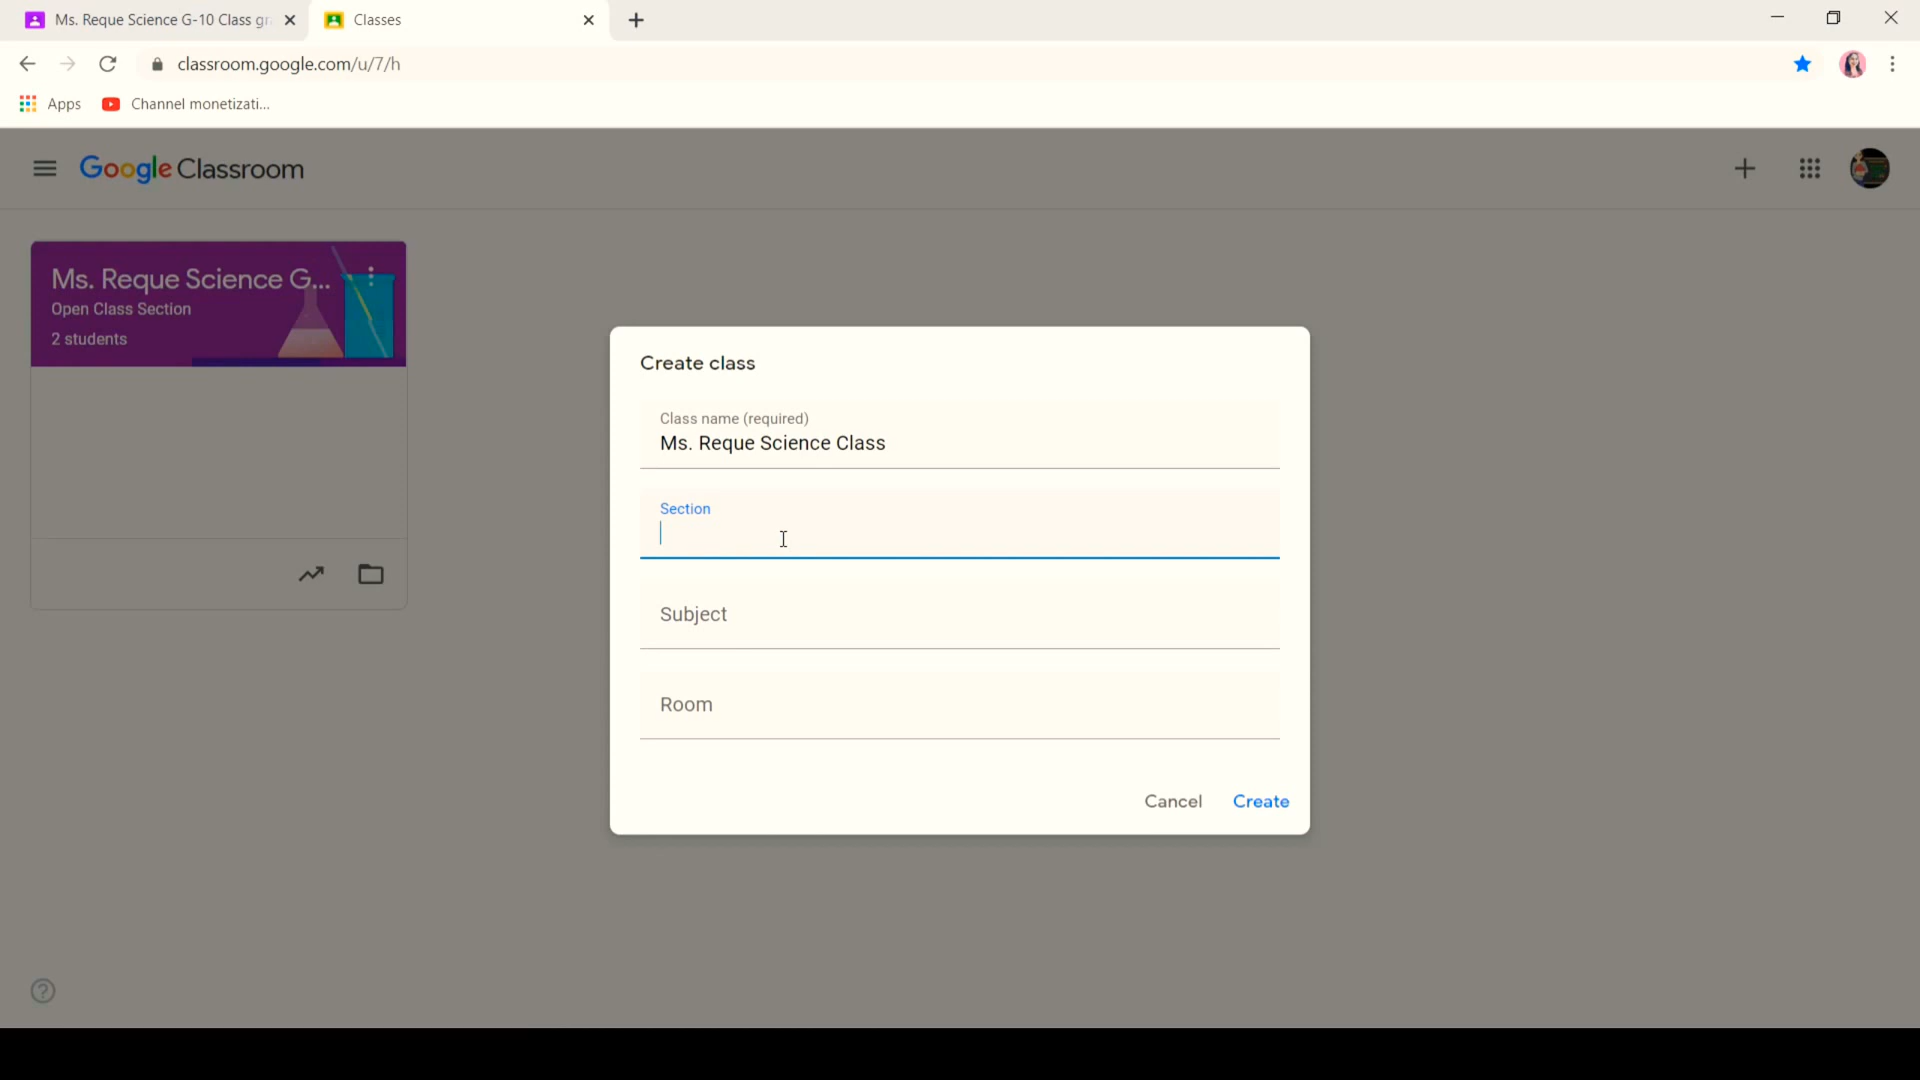 Ms. Reque Science G-10 Class gr
Classes
classroom.google.com/u/7/h
Apps
Channel monetizati...
Google Classroom
Ms. Reque Science G...
Open Class Section
2 students
Create class
Class name (required)
Ms. Reque Science Class
Section
Subject
Room
Cancel
Create